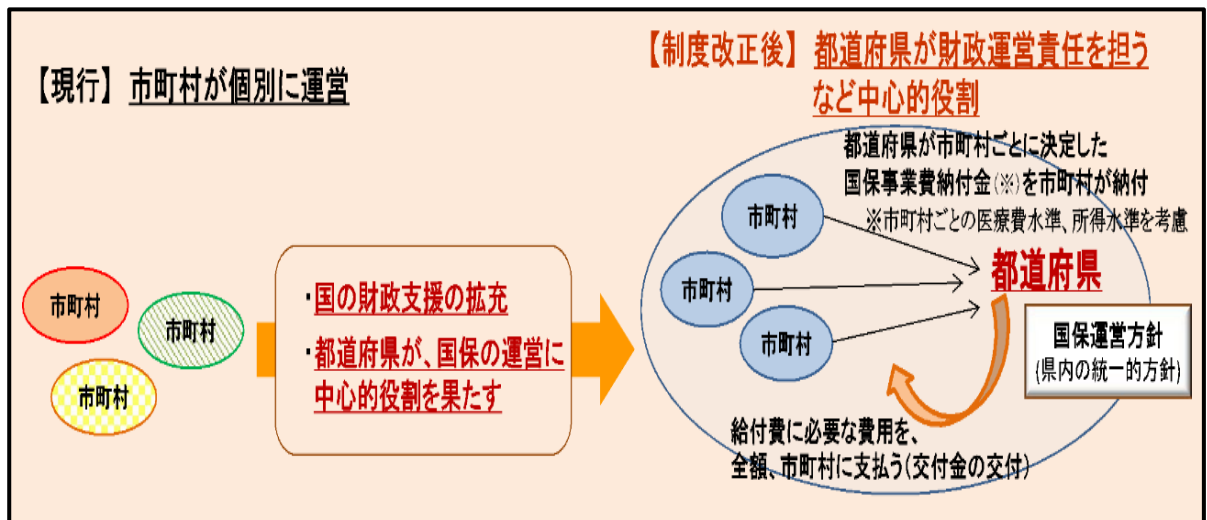 【現行】 市町村が個別に運営
市町村
市町村
市町村
・国の財政支援の拡充
・都道府県が、国保の運営に
中心的役割を果たす
【制度改正後】 都道府県が財政運営責任を担う
など中心的役割
都道府県が市町村ごとに決定した
国保事業費納付金(※)を市町村が納付
※市町村ごとの医療費水準、所得水準を考慮
市町村
市町村
市町村
都道府県
国保運営方針
(県内の統一的方針)
給付費に必要な費用を、
全額、市町村に支払う(交付金の交付)